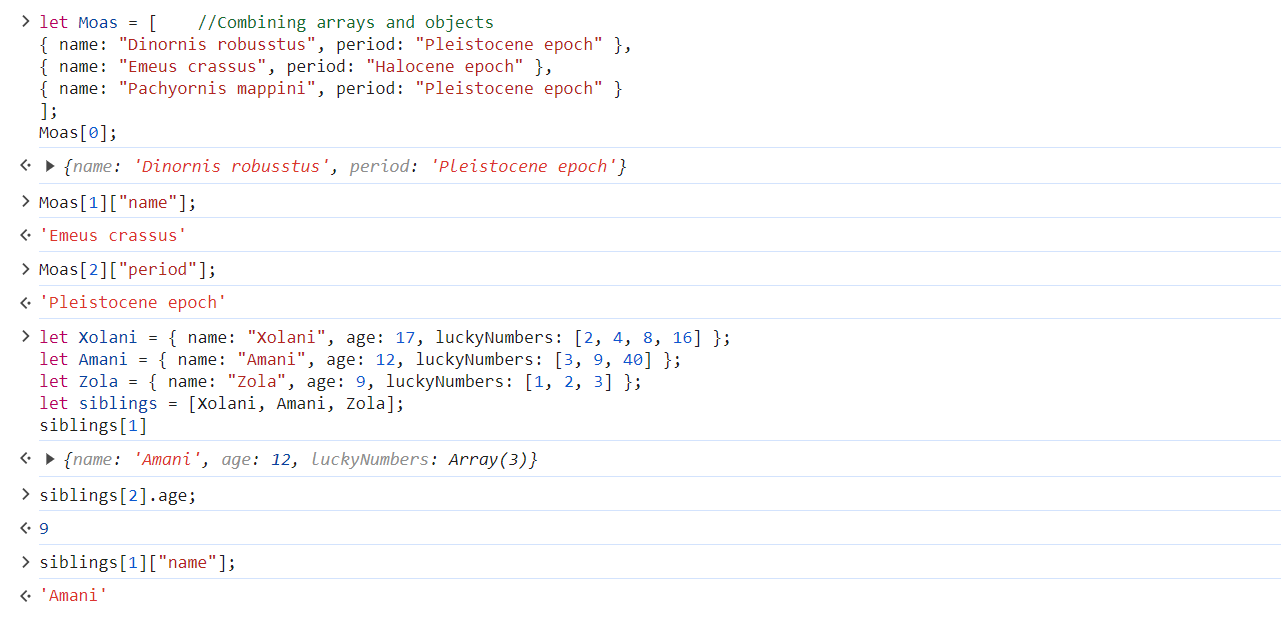 > let Moas = [    //Combining arrays and objects
{ name: "Dinornis robusstus", period: "Pleistocene epoch" },
{ name: "Emeus crassus", period: "Halocene epoch" },
{ name: "Pachyornis mappini", period: "Pleistocene epoch" }
];
Moas[0];
{name: 'Dinornis robusstus', period: 'Pleistocene epoch'}
> Moas[1]["name"];
'Emeus crassus'
> Moas[2]["period"];
'Pleistocene epoch'
> let Xolani = { name: "Xolani", age: 17, luckyNumbers: [2, 4, 8, 16] };
let Amani = { name: "Amani", age: 12, luckyNumbers: [3, 9, 40] };
let Zola = { name: "Zola", age: 9, luckyNumbers: [1, 2, 3] };
let siblings = [Xolani, Amani, Zola];
siblings[1]
{name: 'Amani', age: 12, luckyNumbers: Array(3)}
> siblings[2].age;
9
> siblings[1]["name"];
'Amani'